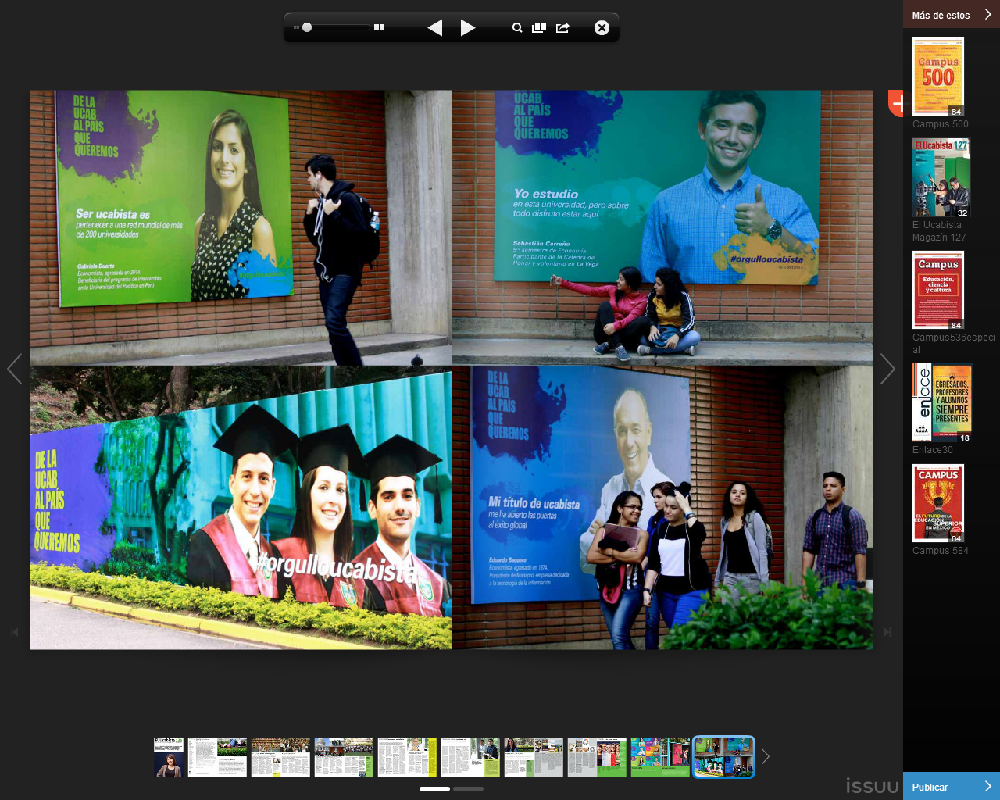 Más de estos
DE LA
UCAB
AL PAÍS
QUE
QUEREMOS
Ser ucabista es
pertenecer a una red mundial de más
de 200 universidades
Gabriela Duarte
Economista, egresada en 2014.
Beneficiaria del programa de Intercambio
en la Universidad del Pacífico en Perú
#orgulloucabista
DE LA
UCAB
AL PAÍS
QUE
QUEREMOS
Yo estudio
en esta universidad, pero sobre
todo disfruto estar aquí
Sebastián Carreño
5to semestre de Economía.
Participante de la Cátedra de
Honor y voluntario en La Vega
#orgulloucabista
DE LA
UCAB
AL PAÍS
QUE
QUEREMOS
#orgulloucabista
DE LA
UCAB
AL PAÍS
QUE
QUEREMOS
Mi título de ucabista
me ha abierto las puertas
al éxito global
Eduardo Baquero
Economista, egresado en 1974.
Presidente de Manapro, empresa dedicada
a la tecnología de la información
Campus
500
64
Campus 500
El Ucabista 127
32
El Ucabista
Magazín 127
Campus
Educación,
ciencia
y cultura
84
Campus536especi
al
enlace
EGRESADOS,
PROFESORES
Y ALUMNOS
SIEMPRE
PRESENTES
18
Enlace30
CAMPUS
EL FUTURO DE LA
EDUCACIÓN
SUPERIOR
EN MÉXICO
64
Campus 584
El Ucabista
issuu
Publicar